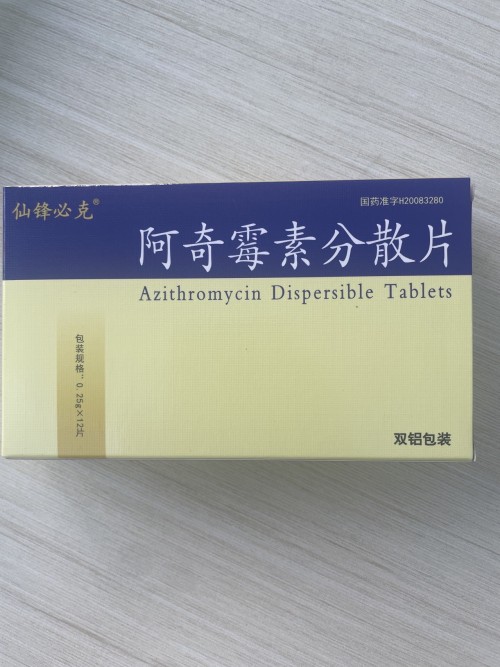 仙锋必克®
国药准字H20083280
阿奇霉素分散片
Azithromycin Dispersible Tablets
包装规格：0.25g×12片
双铝包装